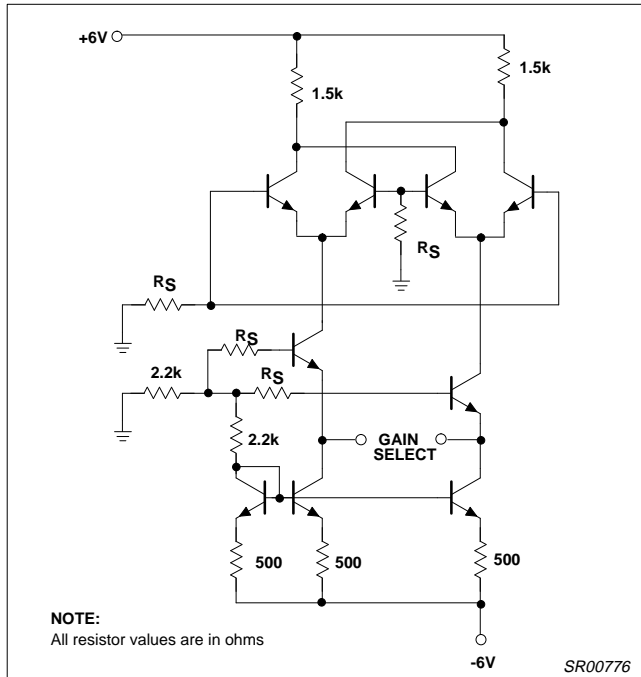 +6V
1.5k
1.5k
RS
RS
RS
2.2k
RS
GAIN
SELECT
2.2k
500
500
500
NOTE:
All resistor values are in ohms
-6V
SR00776